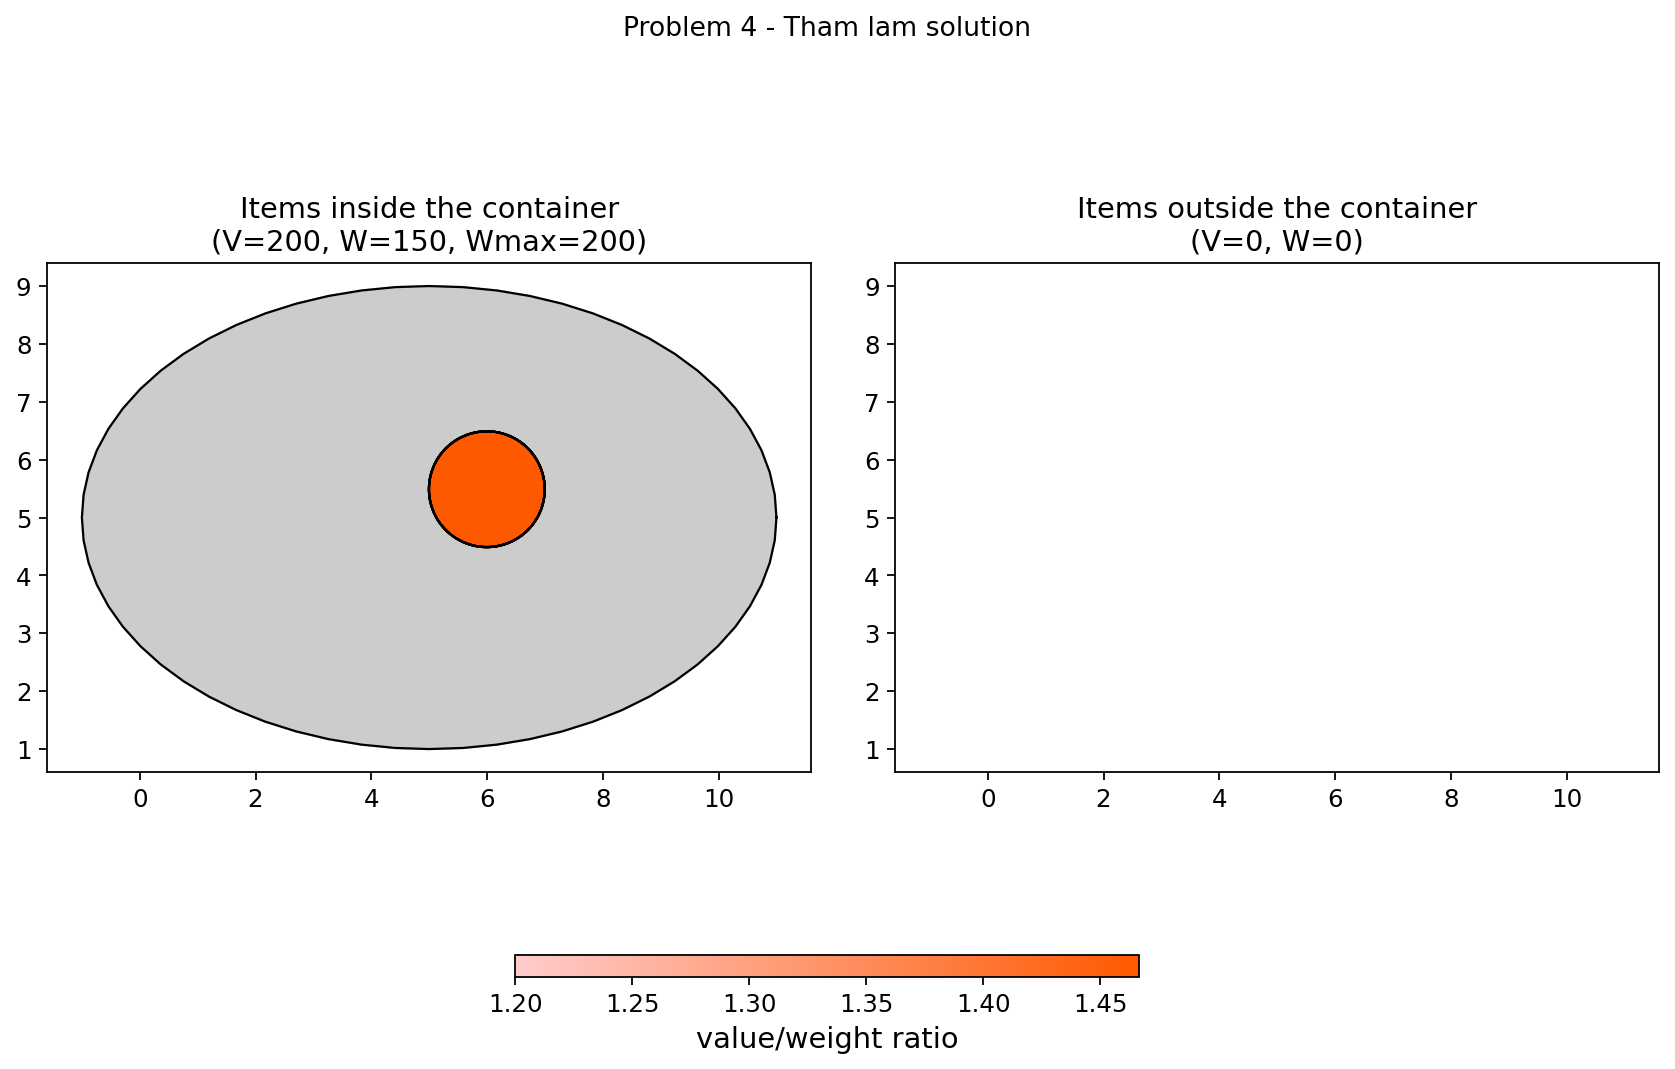 Problem 4 - Tham lam solution
Items inside the container
(V=200, W=150, Wmax=200)
9
8
7
6
5
4
3
2
1
0 2 4 6 8 10
Items outside the container
(V=0, W=0)
9
8
7
6
5
4
3
2
1
0 2 4 6 8 10
1.20 1.25 1.30 1.35 1.40 1.45
value/weight ratio